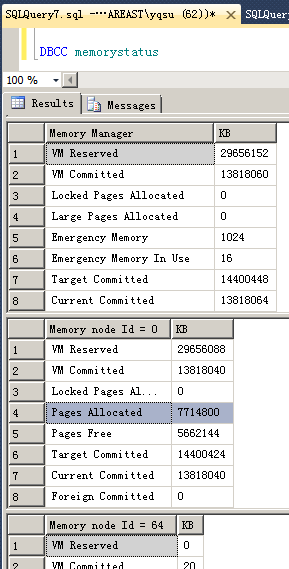 SQLQuery7.sql -...AREAST\yqsu (62))* × SQLQuery
DBCC memorystatus
100 %
Results Messages
Memory Manager KB
1 VM Reserved 29656152
2 VM Committed 13818060
3 Locked Pages Allocated 0
4 Large Pages Allocated 0
5 Emergency Memory 1024
6 Emergency Memory In Use 16
7 Target Committed 14400448
8 Current Committed 13818064
Memory node Id = 0 KB
1 VM Reserved 29656088
2 VM Committed 13818040
3 Locked Pages Al... 0
4 Pages Allocated 7714800
5 Pages Free 5662144
6 Target Committed 14400424
7 Current Committed 13818040
8 Foreign Committed 0
Memory node Id = 64 KB
1 VM Reserved 0
2 VM Committed 20